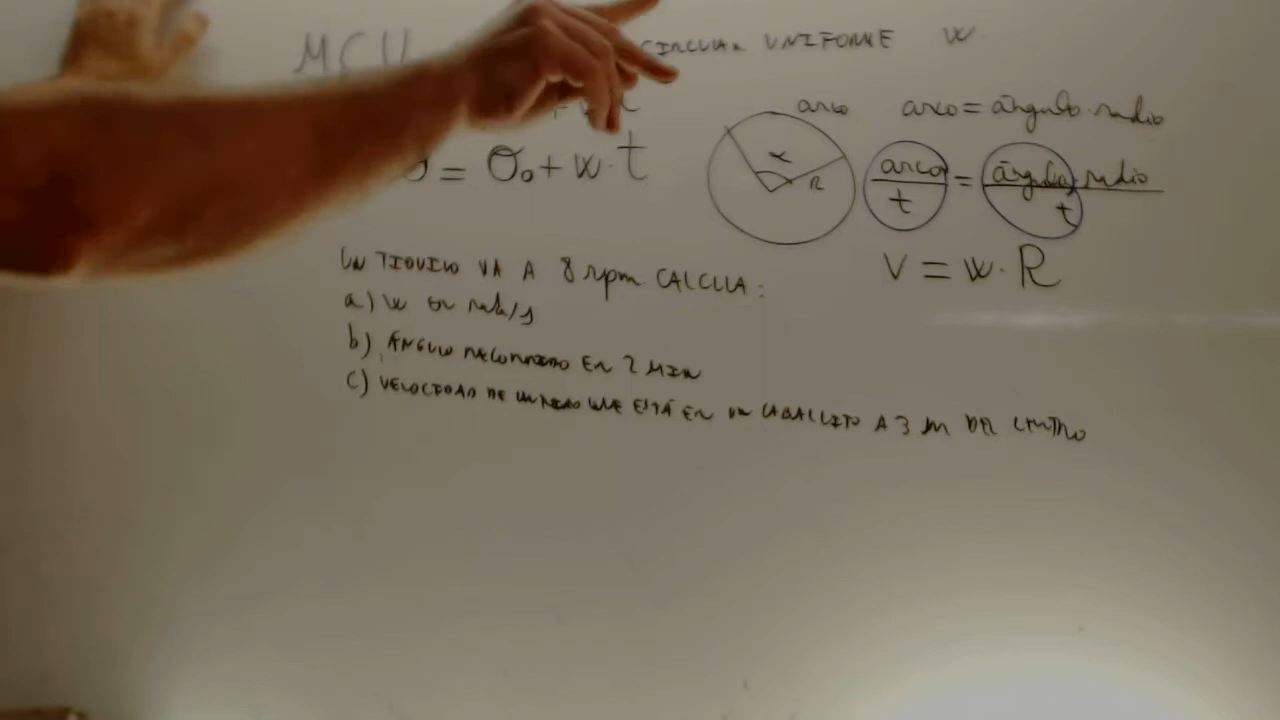 MCU CIRCULAR UNIFORME W
arco arco = ángulo · radio
= θ₀ + w · t
α R
arco/t = ángulo · radio/t
V = w · R
UN TIOVIVO VA A 8 rpm CALCULA:
a) w en rad/s
b) ÁNGULO RECORRIDO EN 2 MIN
c) VELOCIDAD DE UN NIÑO QUE ESTÁ EN UN CABALLITO A 3 M DEL CENTRO